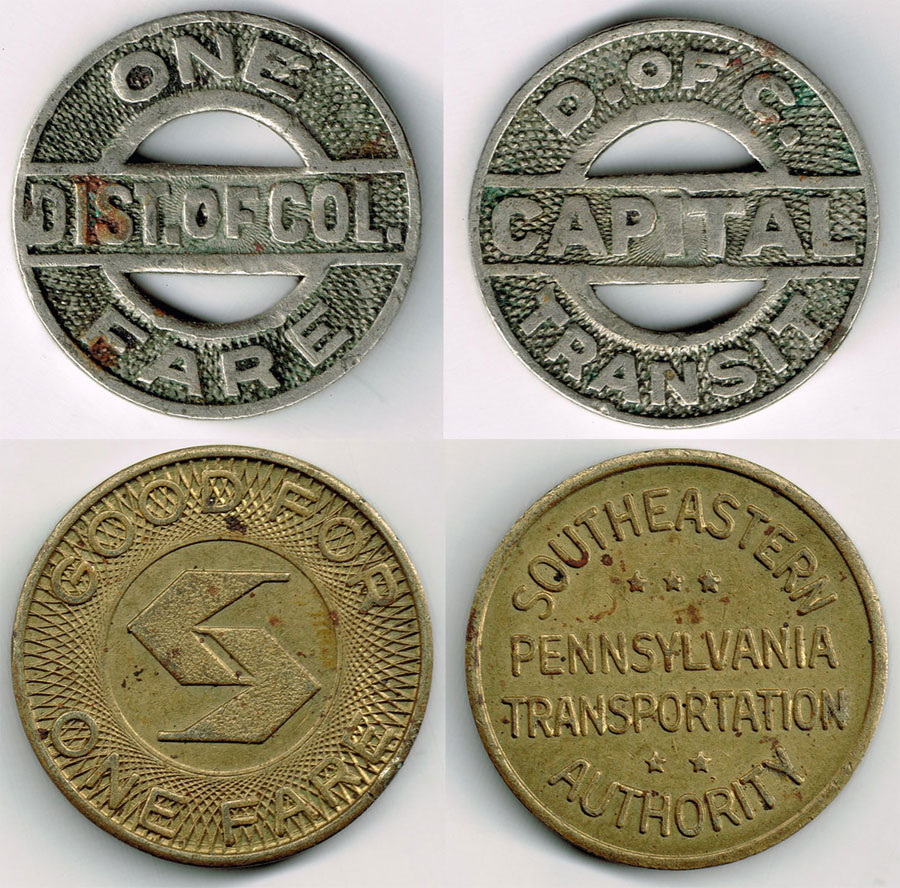 ONE
DIST. OF COL.
FARE
D. OF C.
CAPITAL
TRANSIT
GOOD FOR
ONE FARE
SOUTHEASTERN
PENNSYLVANIA
TRANSPORTATION
AUTHORITY